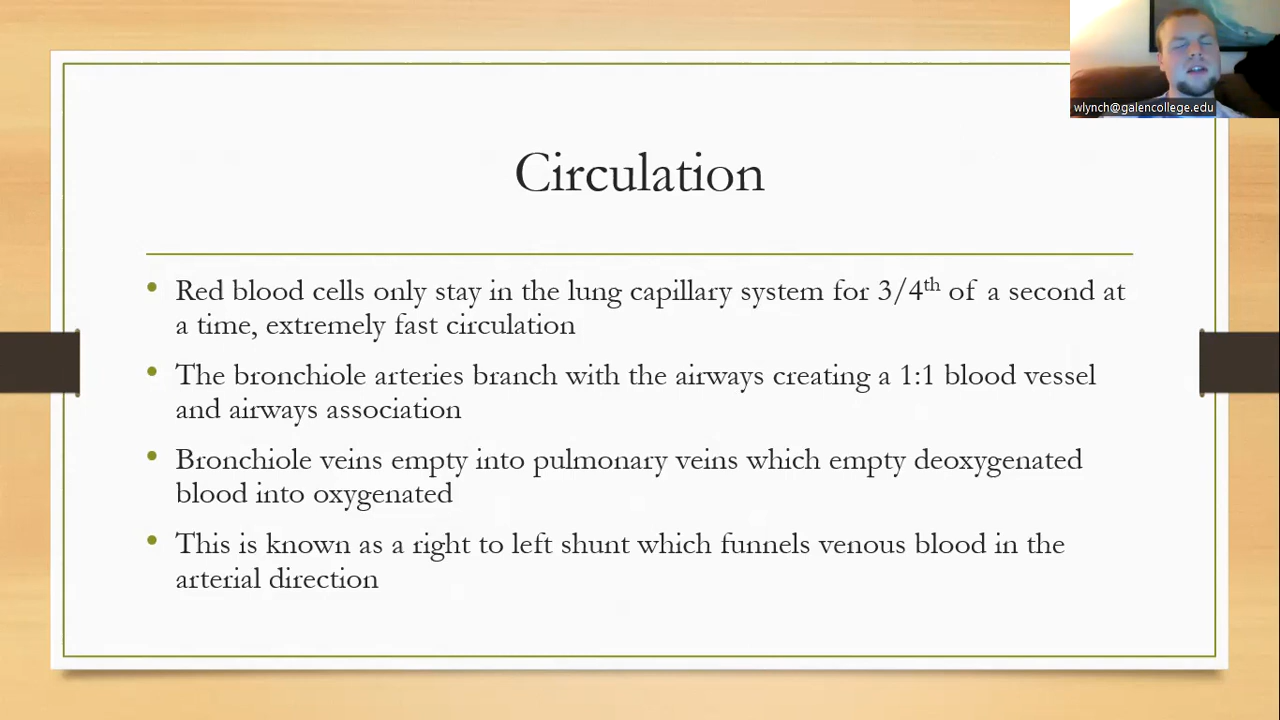 wlynch@galencollege.edu
Circulation
• Red blood cells only stay in the lung capillary system for 3/4th of a second at
a time, extremely fast circulation
• The bronchiole arteries branch with the airways creating a 1:1 blood vessel
and airways association
• Bronchiole veins empty into pulmonary veins which empty deoxygenated
blood into oxygenated
• This is known as a right to left shunt which funnels venous blood in the
arterial direction